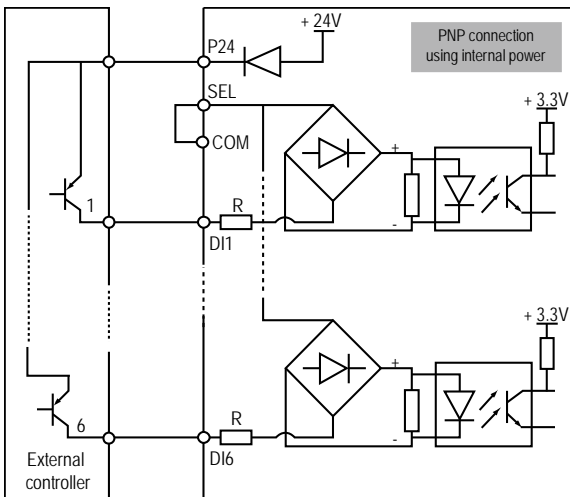 + 24V
P24
PNP connection
using internal power
SEL
COM
+ 3.3V
+
1
R
-
DI1
+ 3.3V
+
6
R
-
DI6
External
controller